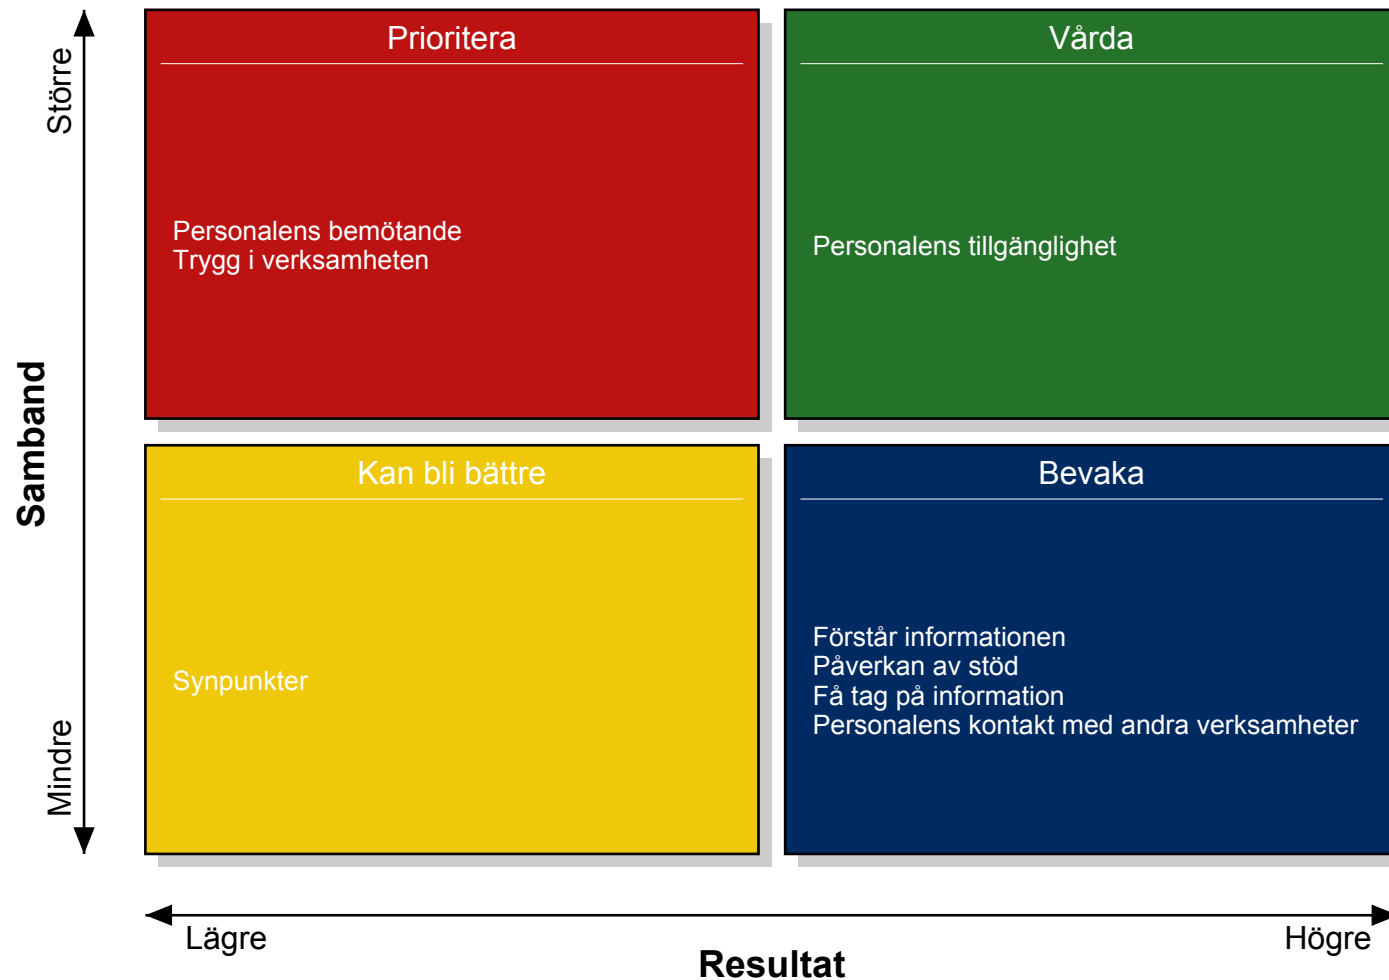 Större
Samband
Mindre
Prioritera
Personalens bemötande
Trygg i verksamheten
Vårda
Personalens tillgänglighet
Kan bli bättre
Synpunkter
Bevaka
Förstår informationen
Påverkan av stöd
Få tag på information
Personalens kontakt med andra verksamheter
Lägre
Högre
Resultat